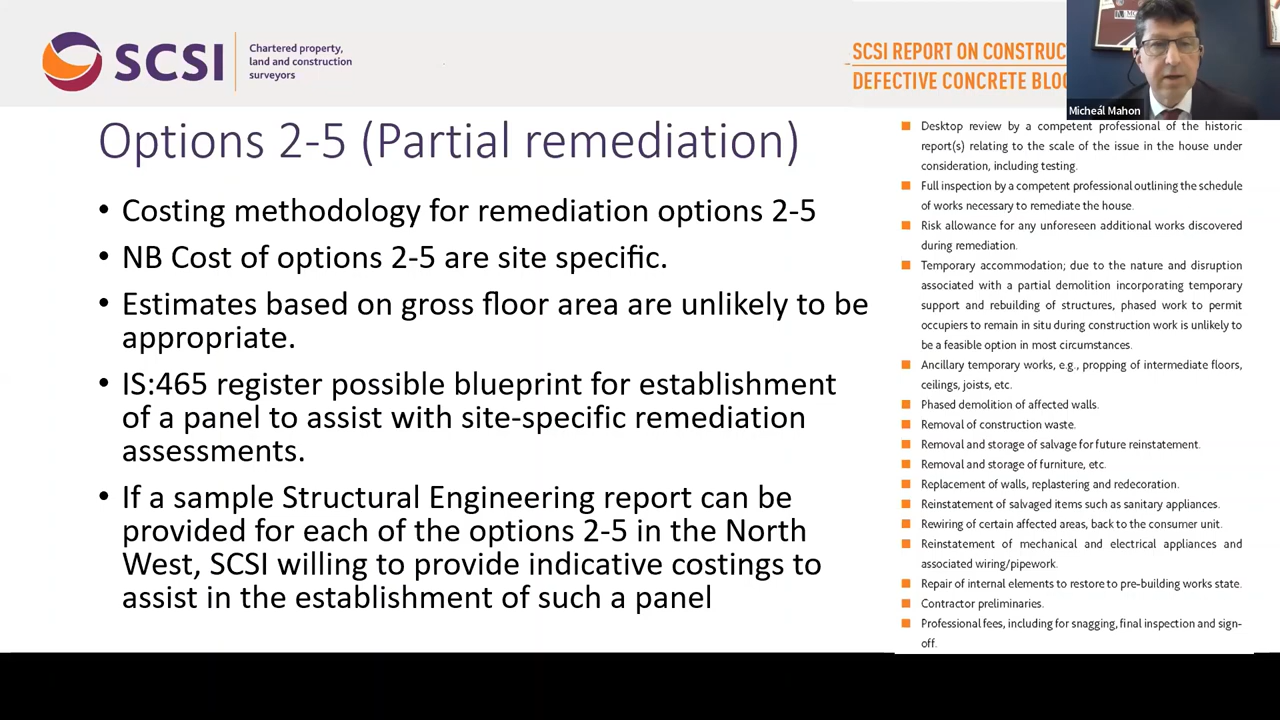 SCSI
Chartered property,
land and construction
surveyors
SCSI REPORT ON
DEFECTIVE CONCRETE
Micheál Mahon
Options 2-5 (Partial remediation)
• Costing methodology for remediation options 2-5
• NB Cost of options 2-5 are site specific.
• Estimates based on gross floor area are unlikely to be
appropriate.
• IS:465 register possible blueprint for establishment
of a panel to assist with site-specific remediation
assessments.
• If a sample Structural Engineering report can be
provided for each of the options 2-5 in the North
West, SCSI willing to provide indicative costings to
assist in the establishment of such a panel
Desktop review by a competent professional of the historic
report(s) relating to the scale of the issue in the house under
consideration, including testing.
Full inspection by a competent professional outlining the schedule
of works necessary to remediate the house.
Risk allowance for any unforeseen additional works discovered
during remediation.
Temporary accommodation; due to the nature and disruption
associated with a partial demolition incorporating temporary
support and rebuilding of structures, phased work to permit
occupiers to remain in situ during construction work is unlikely to
be a feasible option in most circumstances.
Ancillary temporary works, e.g., propping of intermediate floors,
ceilings, joists, etc.
Phased demolition of affected walls.
Removal of construction waste.
Removal and storage of salvage for future reinstatement.
Removal and storage of furniture, etc.
Replacement of walls, replastering and redecoration.
Reinstatement of salvaged items such as sanitary appliances.
Rewiring of certain affected areas, back to the consumer unit.
Reinstatement of mechanical and electrical appliances and
associated wiring/pipework.
Repair of internal elements to restore to pre-building works state.
Contractor preliminaries.
Professional fees, including for snagging, final inspection and sign-
off.